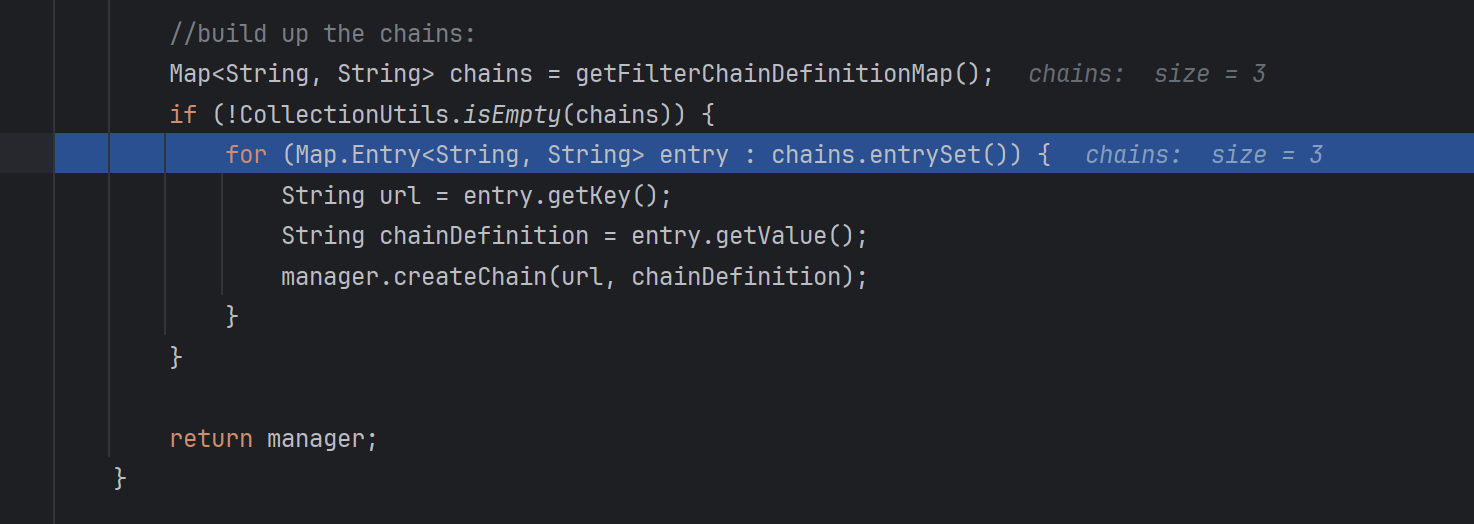 //build up the chains:
Map<String, String> chains = getFilterChainDefinitionMap(); chains: size = 3
if (!CollectionUtils.isEmpty(chains)) {
for (Map.Entry<String, String> entry : chains.entrySet()) { chains: size = 3
String url = entry.getKey();
String chainDefinition = entry.getValue();
manager.createChain(url, chainDefinition);
}
}
return manager;
}